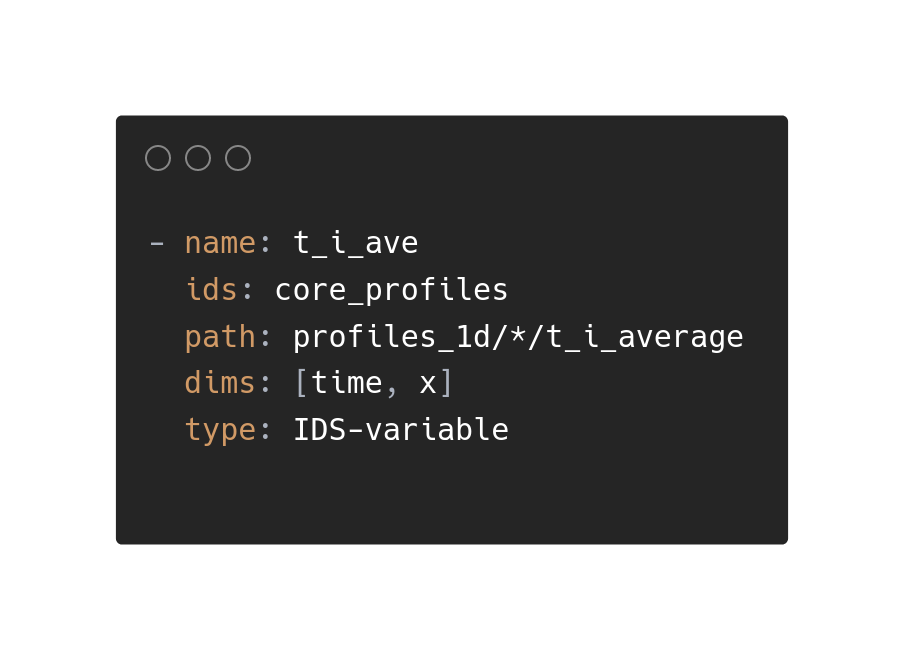 - name: t_i_ave
  ids: core_profiles
  path: profiles_1d/*/t_i_average
  dims: [time, x]
  type: IDS-variable